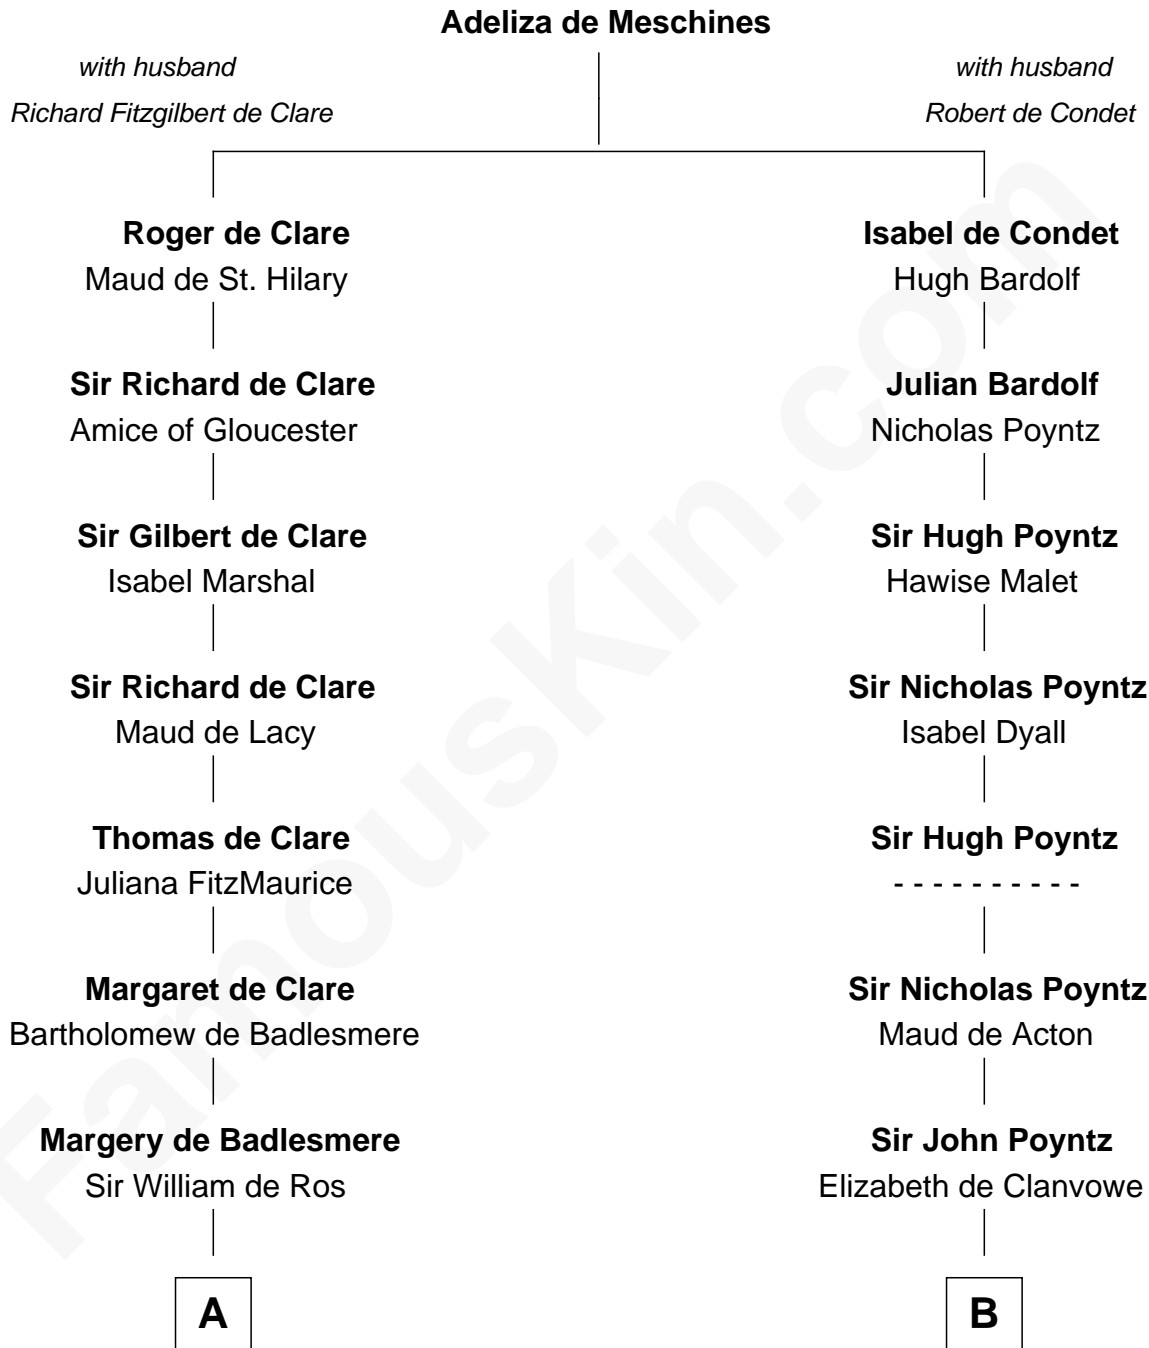 Adeliza de Meschines
with husband
Richard Fitzgilbert de Clare
with husband
Robert de Condet
Roger de Clare
Maud de St. Hilary
Isabel de Condet
Hugh Bardolf
Sir Richard de Clare
Amice of Gloucester
Julian Bardolf
Nicholas Poyntz
Sir Gilbert de Clare
Isabel Marshal
Sir Hugh Poyntz
Hawise Malet
Sir Richard de Clare
Maud de Lacy
Sir Nicholas Poyntz
Isabel Dyall
Thomas de Clare
Juliana FitzMaurice
Sir Hugh Poyntz
- - - - - - - - - -
Margaret de Clare
Bartholomew de Badlesmere
Sir Nicholas Poyntz
Maud de Acton
Margery de Badlesmere
Sir William de Ros
Sir John Poyntz
Elizabeth de Clanvowe
A
B
FamousKin.com